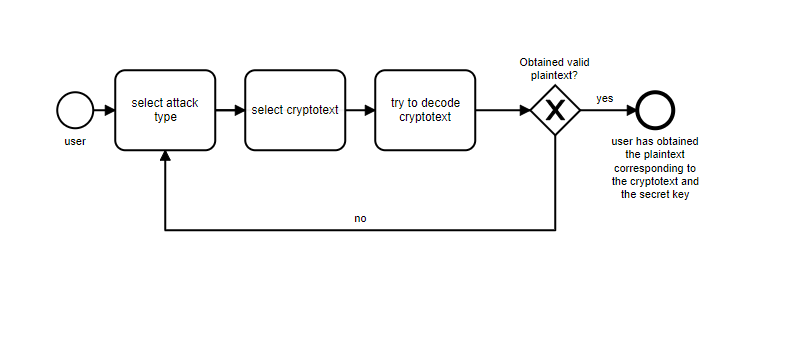 Obtained valid
plaintext?
select attack
type
select cryptotext
try to decode
cryptotext
X
yes
user
user has obtained
the plaintext
corresponding to
the cryptotext and
the secret key
no